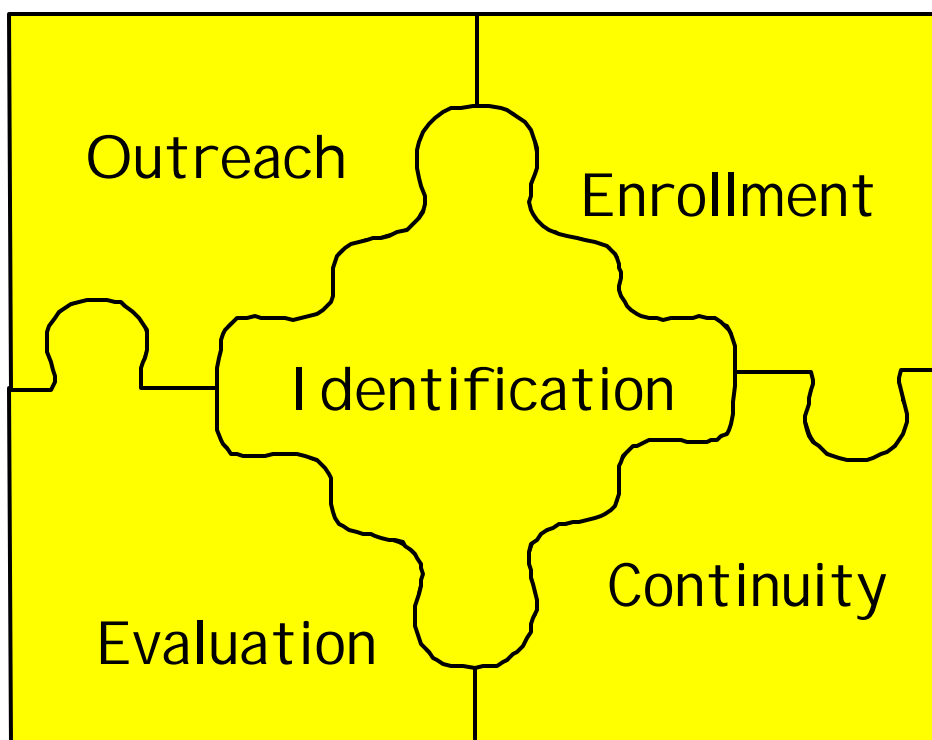 Outreach
Enrollment
Identification
Continuity
Evaluation